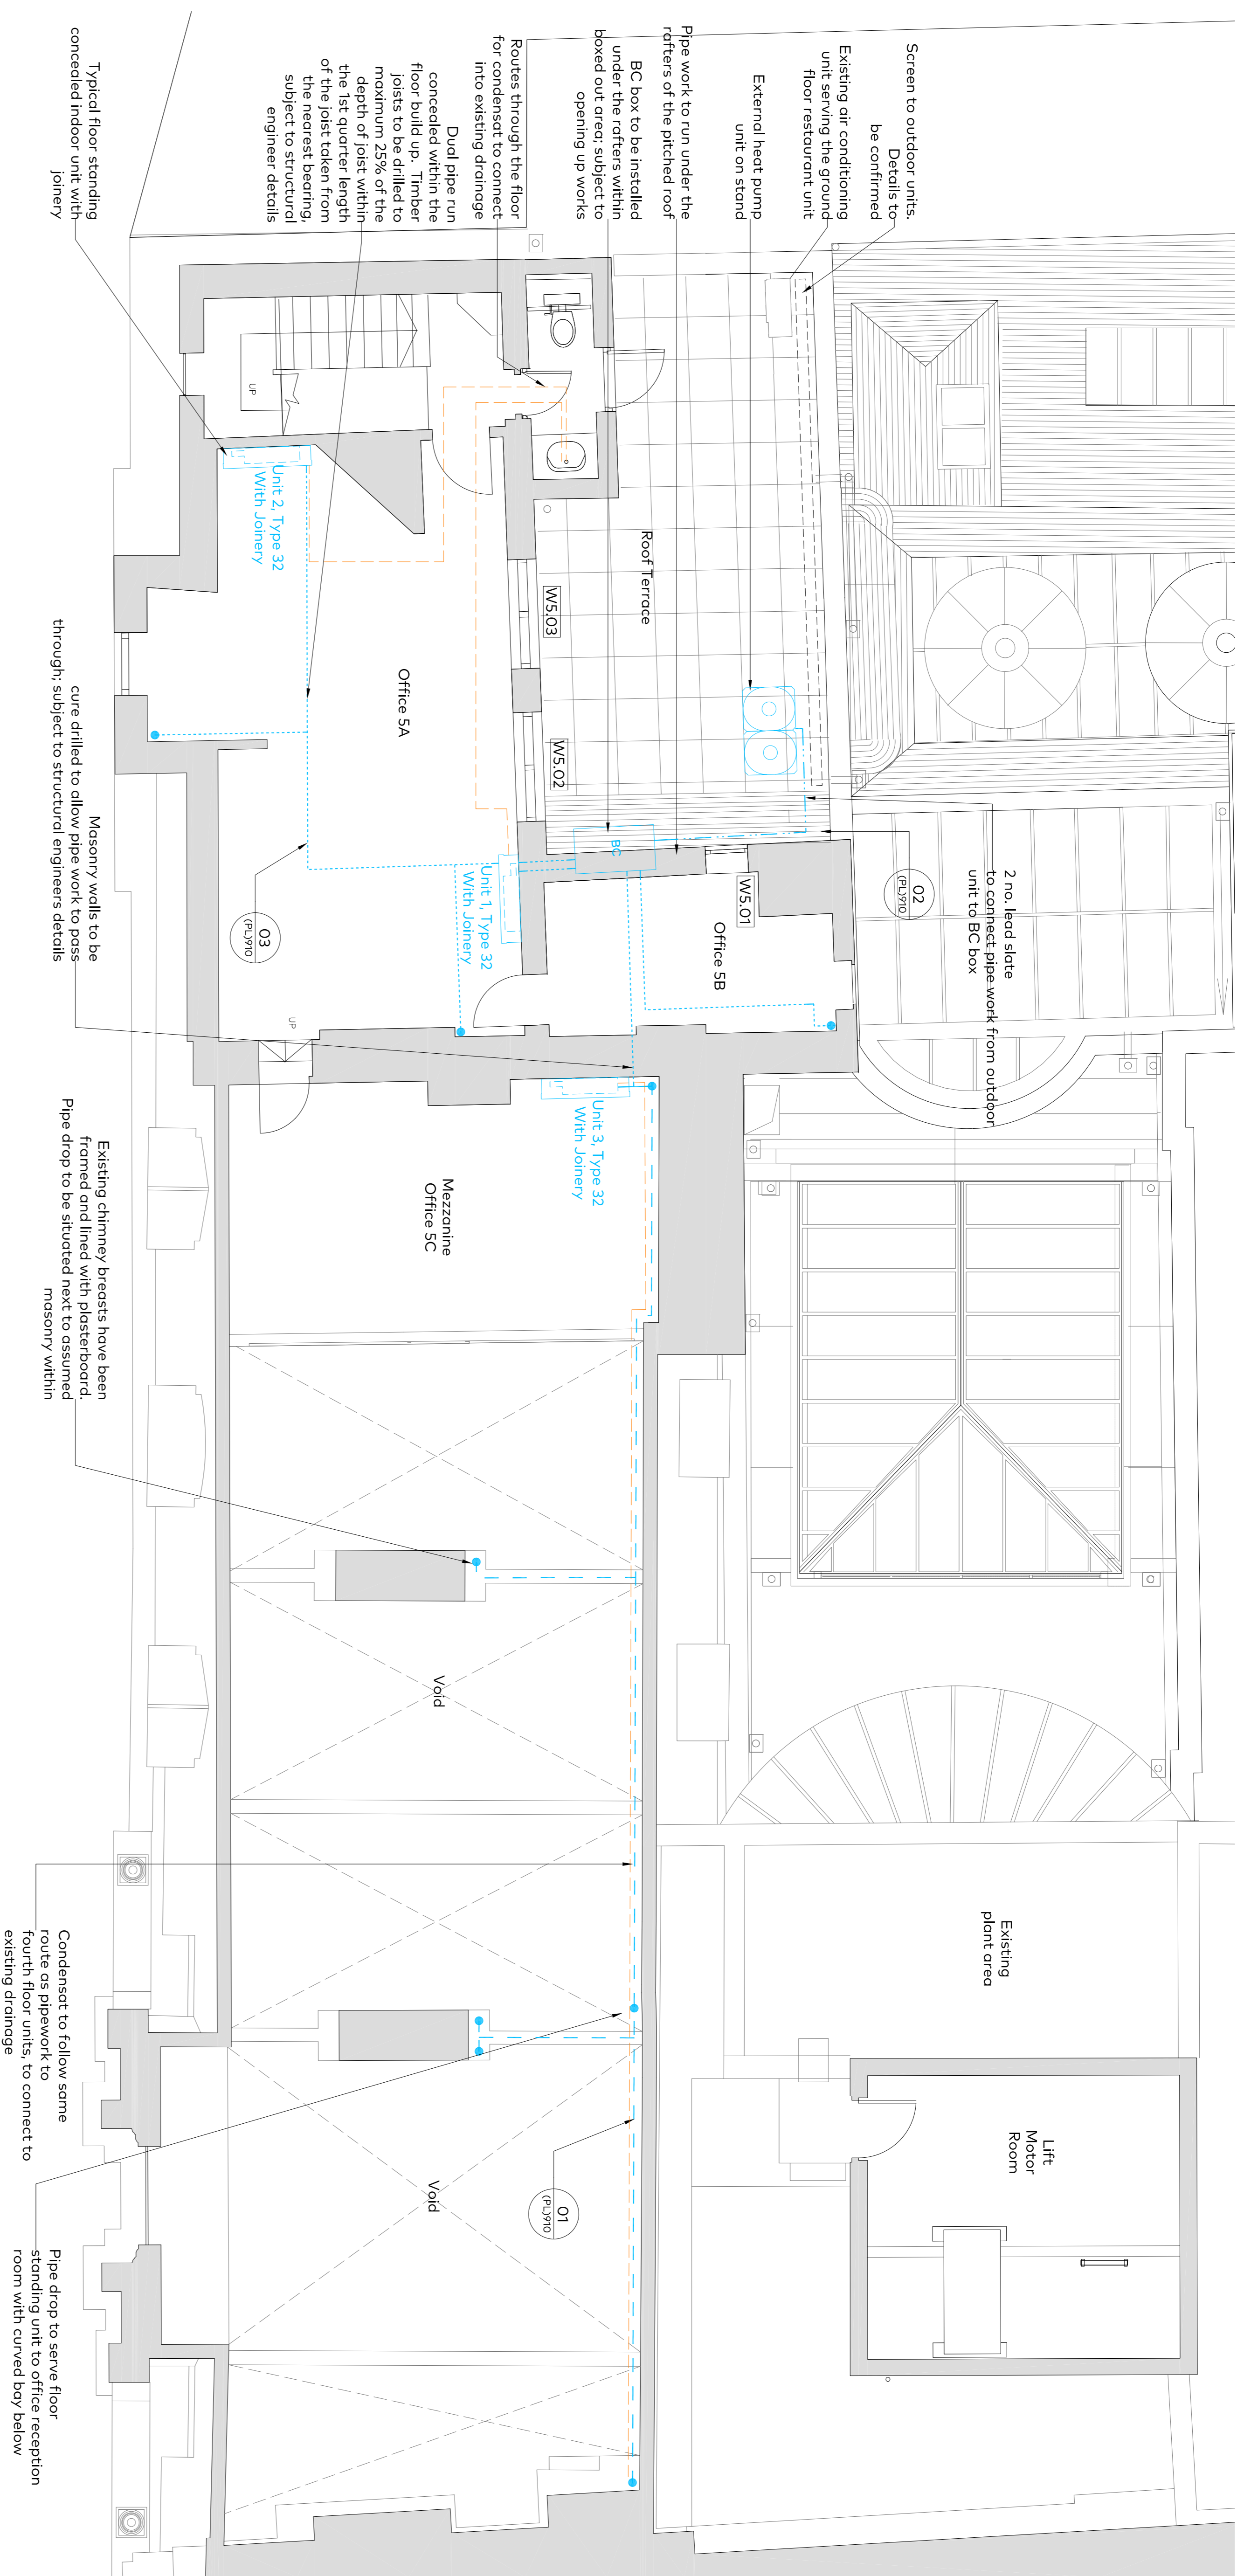 Screen to outdoor units.
Details to
be confirmed
Existing air conditioning
unit serving the ground
floor restaurant unit
External heat pump
unit on stand
Pipe work to run under the
rafters of the pitched roof
BC box to be installed
under the rafters within
boxed out area; subject to
opening up works
Routes through the floor
for condensat to connect
into existing drainage
Dual pipe run
concealed within the
floor build up. Timber
joists to be drilled to
maximum 25% of the
depth of joist within
the 1st quarter length
of the joist taken from
the nearest bearing,
subject to structural
engineer details
Typical floor standing
concealed indoor unit with
joinery
UP
Unit 2, Type 32
With Joinery
Roof Terrace
W5.03
W5.02
Office 5A
BC
Unit 1, Type 32
With Joinery
W5.01
Office 5B
02
(PL)910
2 no. lead slate
to connect pipe work from outdoor
unit to BC box
03
(PL)910
UP
Masonry walls to be
cure drilled to allow pipe work to pass
through; subject to structural engineers details
Unit 3, Type 32
With Joinery
Mezzanine
Office 5C
Existing chimney breasts have been
framed and lined with plasterboard.
Pipe drop to be situated next to assumed
masonry within
Void
Existing
plant area
Condensat to follow same
route as pipework to
fourth floor units, to connect to
existing drainage
Lift
Motor
Room
Void
01
(PL)910
Pipe drop to serve floor
standing unit to office reception
room with curved bay below